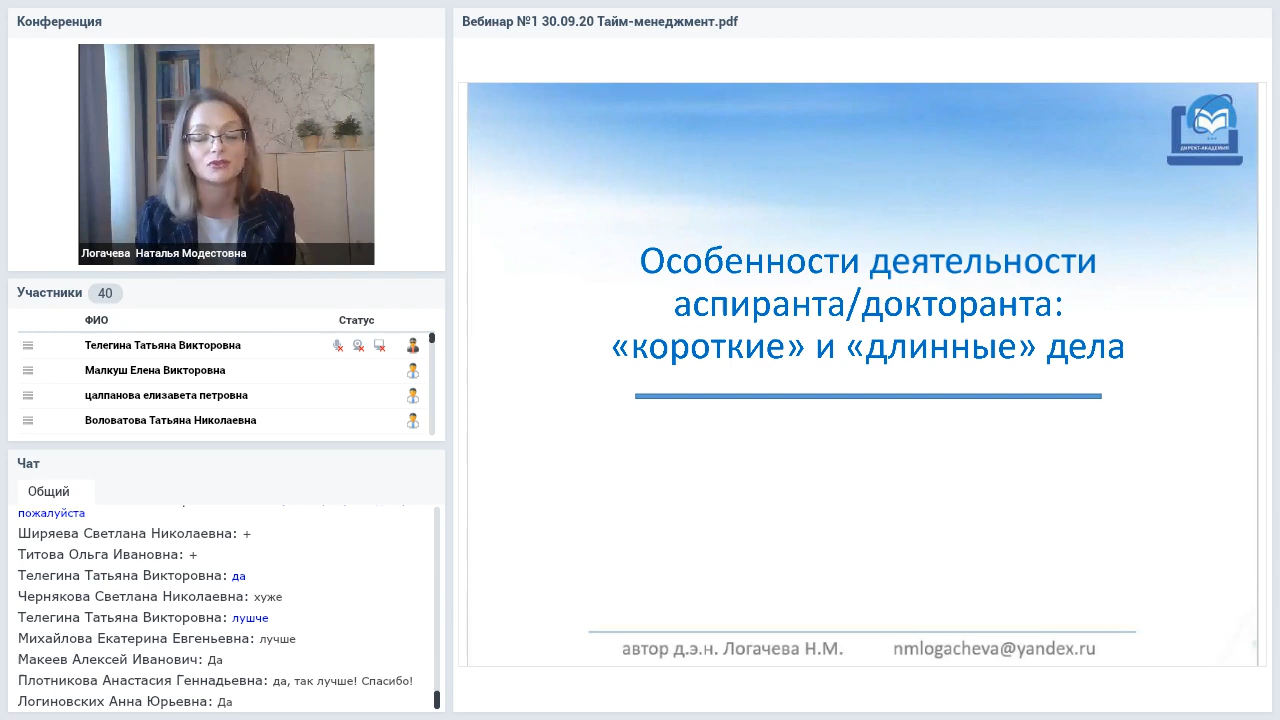 Конференция
Логачева Наталья Модестовна
Участники 40
ФИО Статус
Телегина Татьяна Викторовна
Малкуш Елена Викторовна
цалпанова елизавета петровна
Воловатова Татьяна Николаевна
Чат
Общий
пожалуйста
Ширяева Светлана Николаевна: +
Титова Ольга Ивановна: +
Телегина Татьяна Викторовна: да
Чернякова Светлана Николаевна: хуже
Телегина Татьяна Викторовна: лушче
Михайлова Екатерина Евгеньевна: лучше
Макеев Алексей Иванович: Да
Плотникова Анастасия Геннадьевна: да, так лучше! Спасибо!
Логиновских Анна Юрьевна: Да
Вебинар №1 30.09.20 Тайм-менеджмент.pdf
ДИРЕКТ-АКАДЕМИЯ
Особенности деятельности
аспиранта/докторанта:
«короткие» и «длинные» дела
автор д.э.н. Логачева Н.М. nmlogacheva@yandex.ru